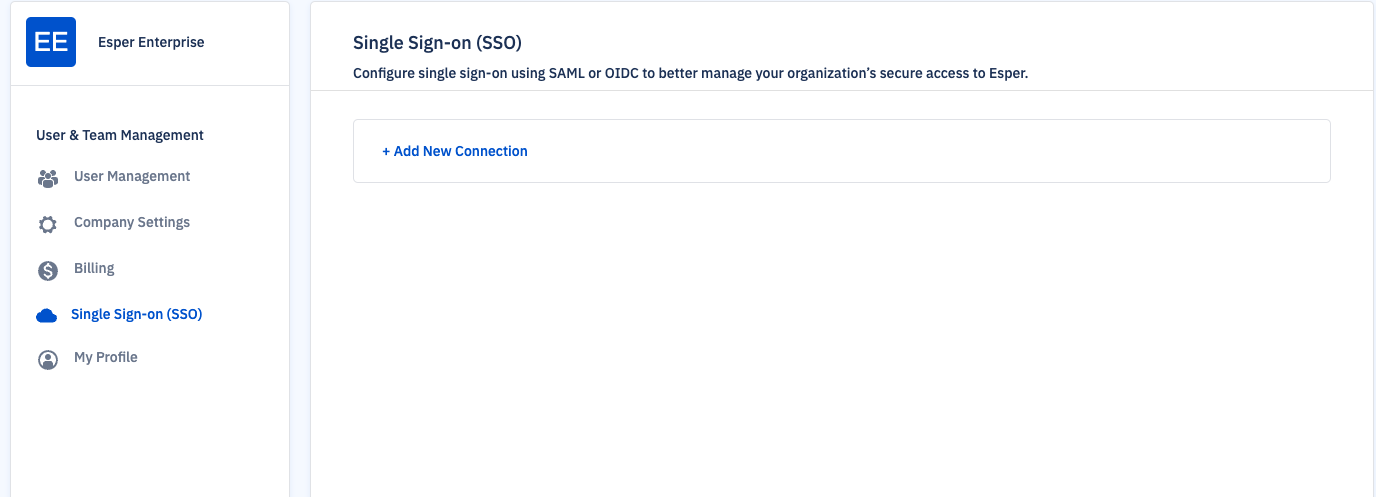 EE
Esper Enterprise
User & Team Management
User Management
Company Settings
Billing
Single Sign-on (SSO)
My Profile
Single Sign-on (SSO)
Configure single sign-on using SAML or OIDC to better manage your organization’s secure access to Esper.
+ Add New Connection